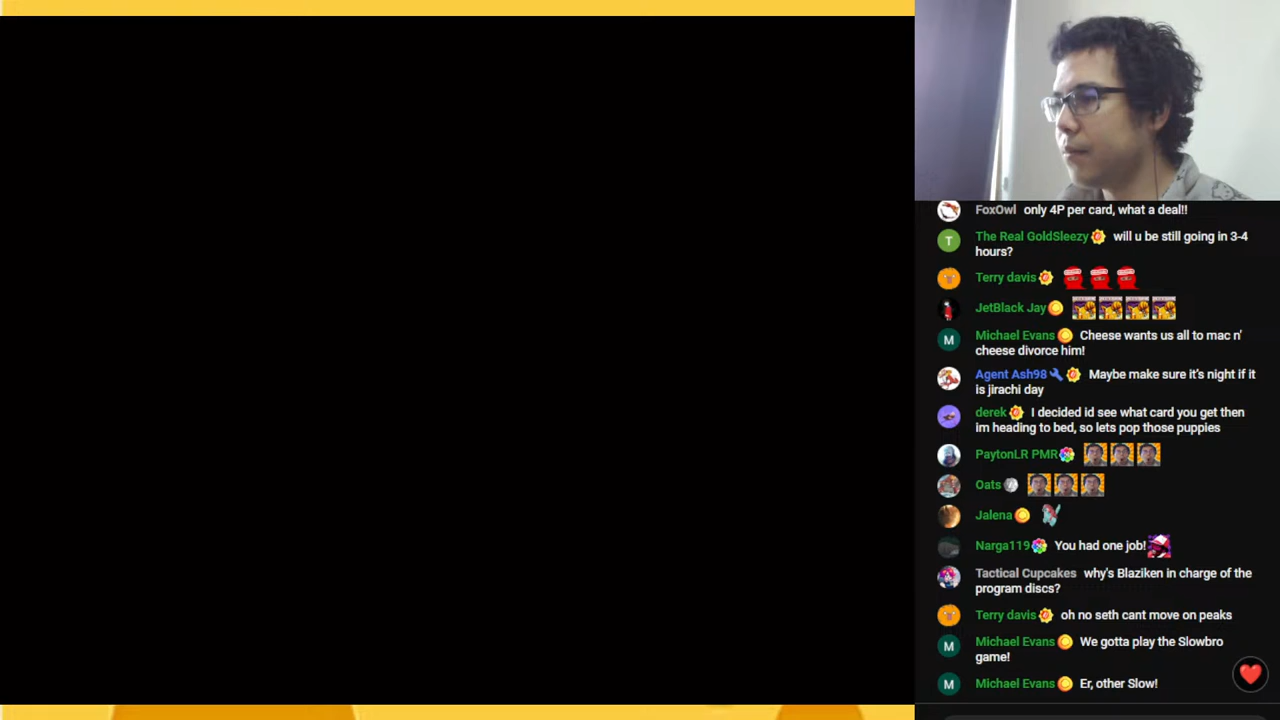 FoxOwl only 4P per card, what a deal!!
The Real GoldSleezy will u be still going in 3-4
hours?
T
Terry davis
JetBlack Jay
Michael Evans Cheese wants us all to mac n'
cheese divorce him!
M
Agent Ash98 Maybe make sure it's night if it
is jirachi day
derek I decided id see what card you get then
im heading to bed, so lets pop those puppies
PaytonLR PMR
Oats
Jalena
Narga119 You had one job!
Tactical Cupcakes why's Blaziken in charge of the
program discs?
Terry davis oh no seth cant move on peaks
Michael Evans We gotta play the Slowbro
game!
M
Michael Evans Er, other Slow!
M